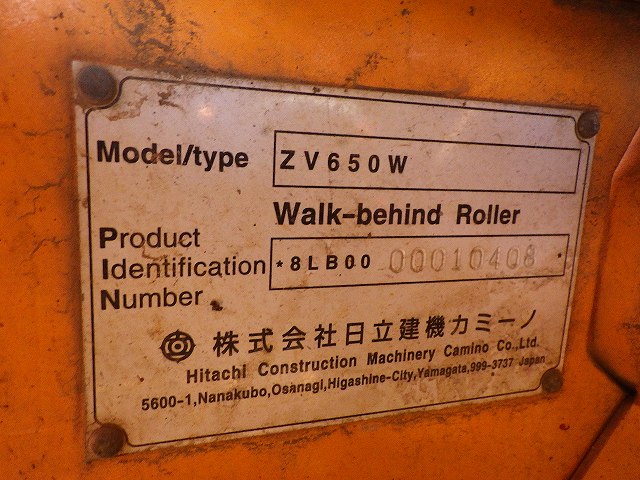 Model/type ZV650W
Walk-behind Roller
Product
Identification *8LB00 00010408 *
Number
株式会社日立建機カミーノ
Hitachi Construction Machinery Camino Co.,Ltd.
5600-1,Nanakubo,Osanagi,Higashine-City,Yamagata,999-3737 Japan